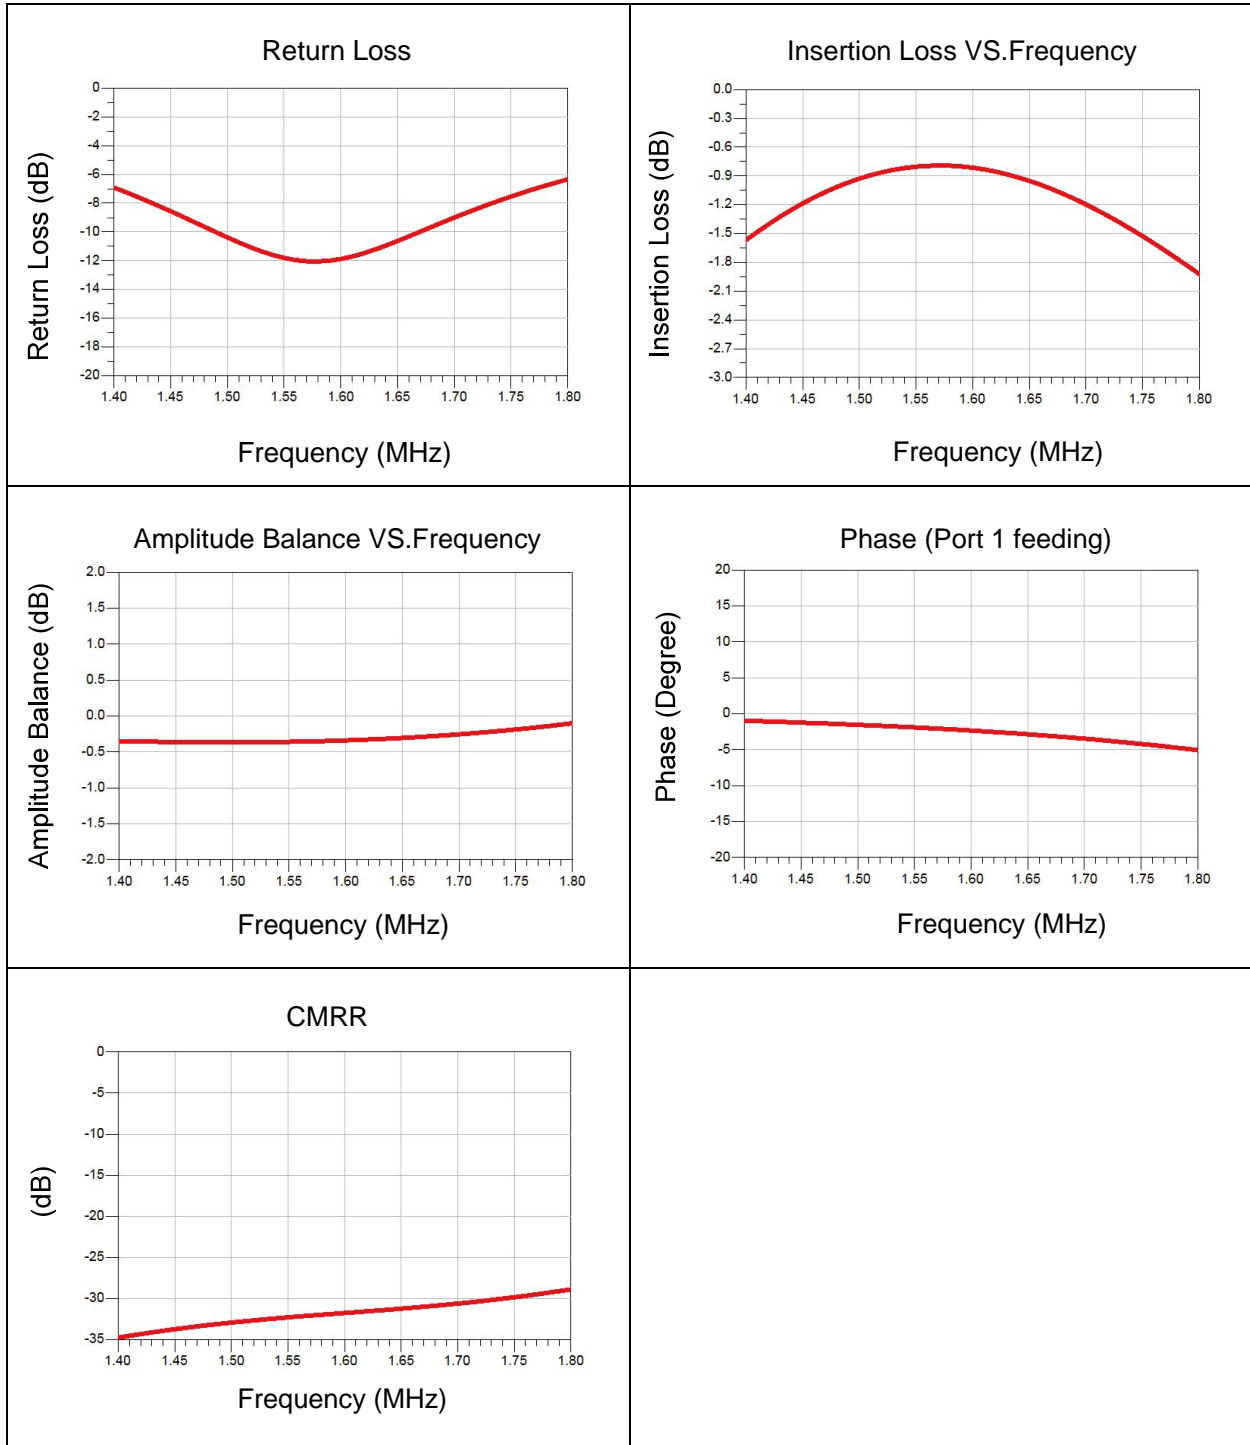 Return Loss
Return Loss (dB)
0
-2
-4
-6
-8
-10
-12
-14
-16
-18
-20
1.40 1.45 1.50 1.55 1.60 1.65 1.70 1.75 1.80
Frequency (MHz)
Insertion Loss VS.Frequency
Insertion Loss (dB)
0.0
-0.3
-0.6
-0.9
-1.2
-1.5
-1.8
-2.1
-2.4
-2.7
-3.0
1.40 1.45 1.50 1.55 1.60 1.65 1.70 1.75 1.80
Frequency (MHz)
Amplitude Balance VS.Frequency
Amplitude Balance (dB)
2.0
1.5
1.0
0.5
0.0
-0.5
-1.0
-1.5
-2.0
1.40 1.45 1.50 1.55 1.60 1.65 1.70 1.75 1.80
Frequency (MHz)
Phase (Port 1 feeding)
Phase (Degree)
20
15
10
5
0
-5
-10
-15
-20
1.40 1.45 1.50 1.55 1.60 1.65 1.70 1.75 1.80
Frequency (MHz)
CMRR
(dB)
0
-5
-10
-15
-20
-25
-30
-35
1.40 1.45 1.50 1.55 1.60 1.65 1.70 1.75 1.80
Frequency (MHz)